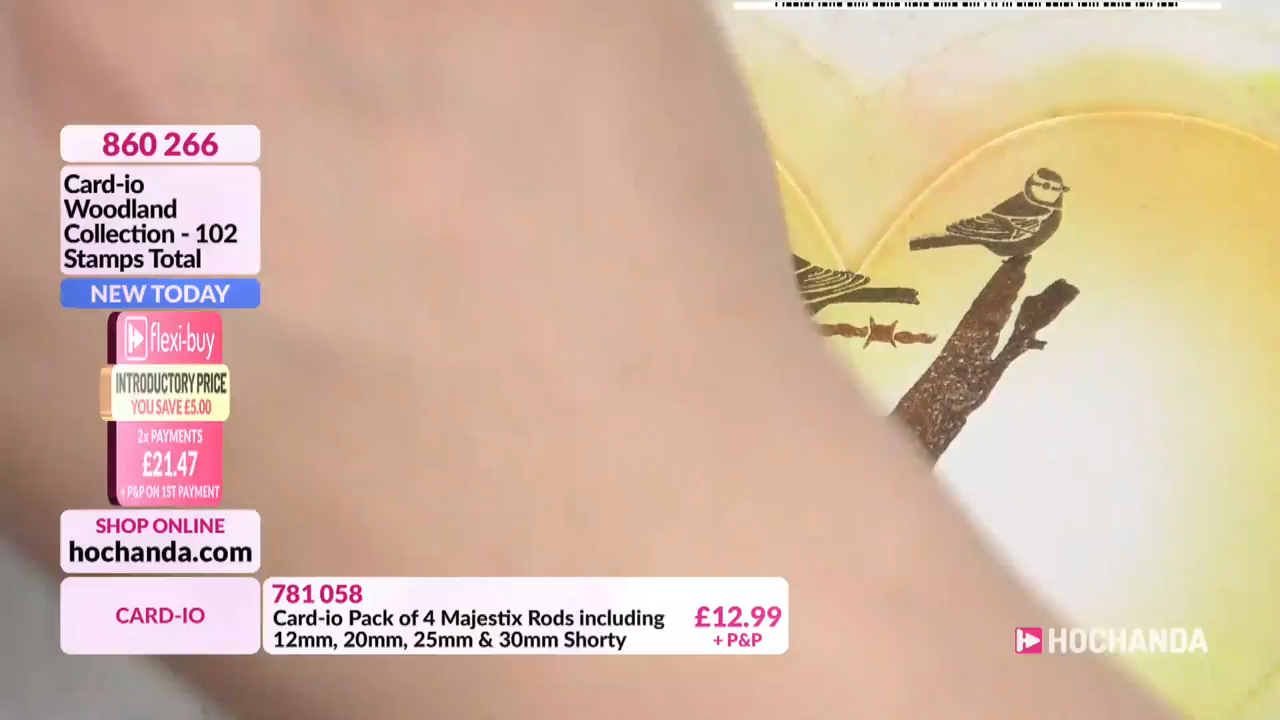 860 266
Card-io
Woodland
Collection - 102
Stamps Total
NEW TODAY
flexi-buy
INTRODUCTORY PRICE
YOU SAVE £5.00
2x PAYMENTS
£21.47
+ P&P ON 1ST PAYMENT
SHOP ONLINE
hochanda.com
CARD-IO
781 058
Card-io Pack of 4 Majestix Rods including
12mm, 20mm, 25mm & 30mm Shorty
£12.99
+ P&P
HOCHANDA